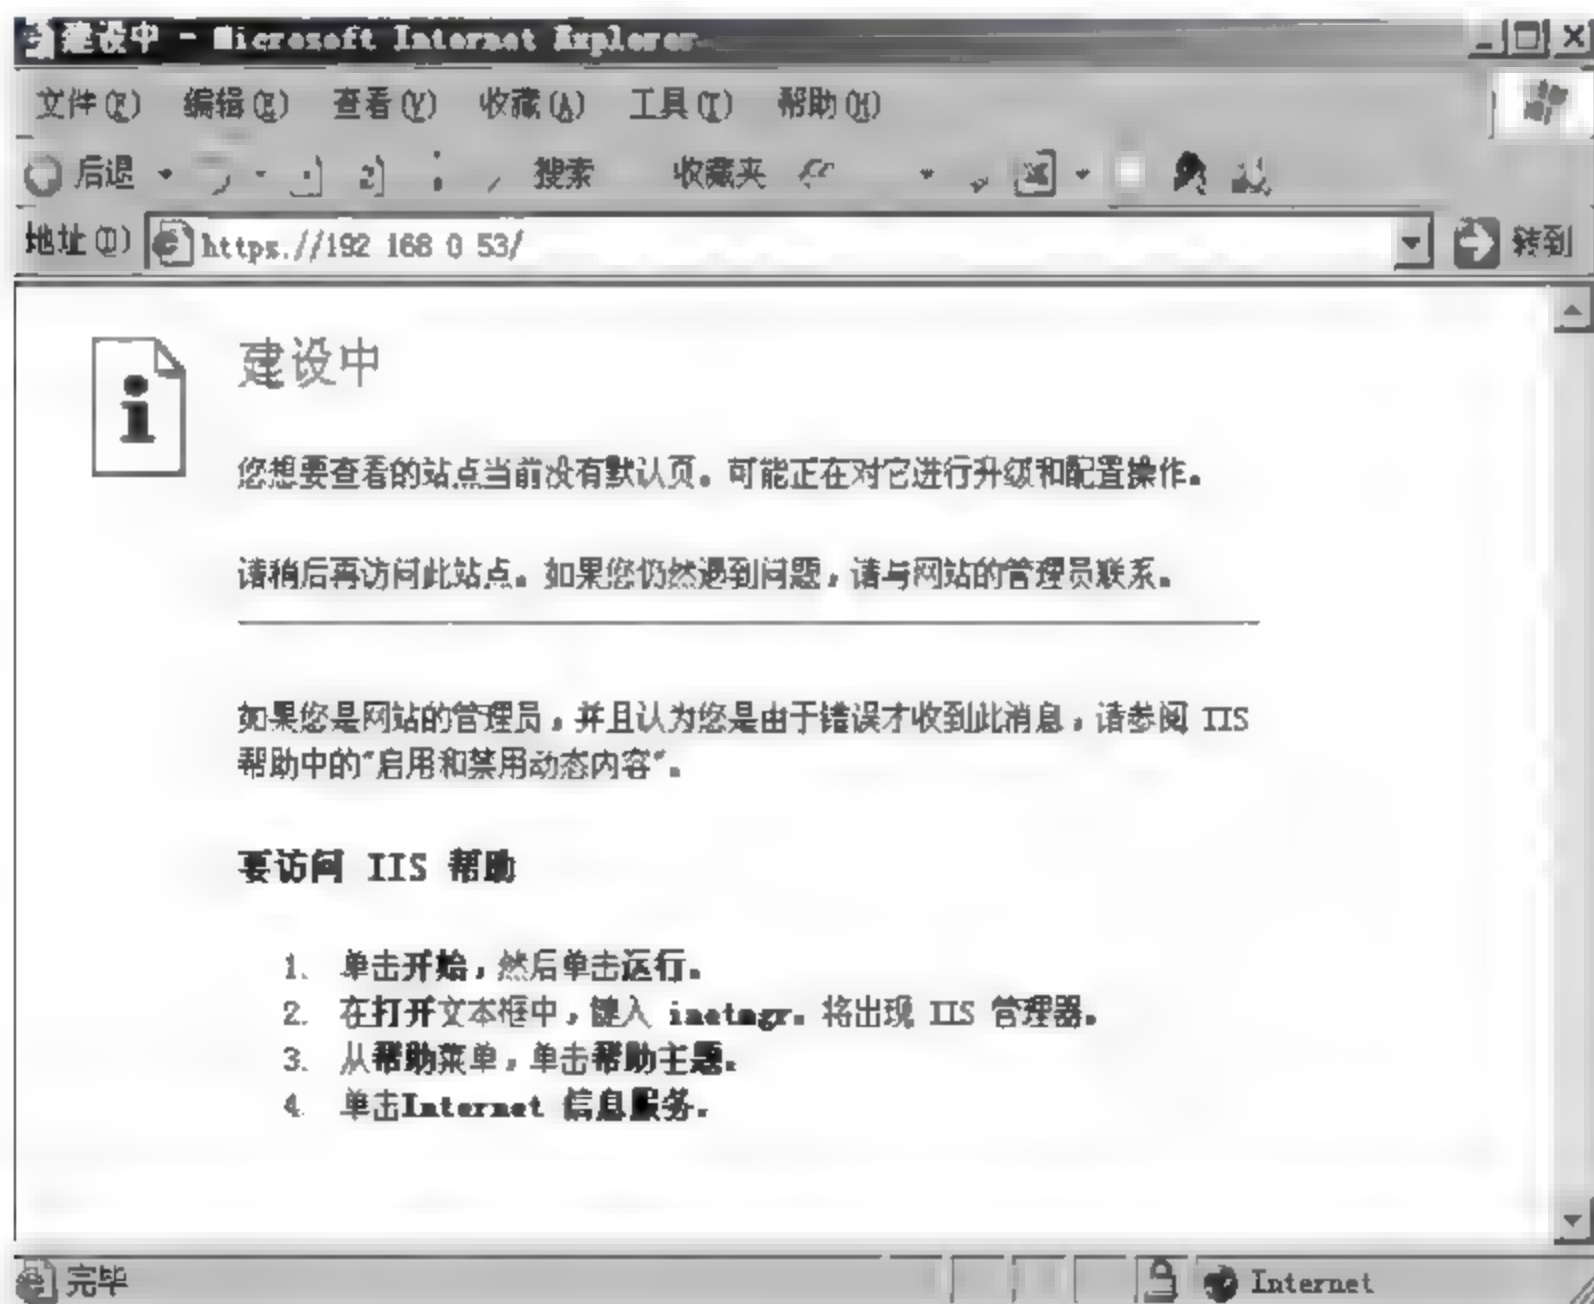 建设中 - Microsoft Internet Explorer
文件(F) 编辑(E) 查看(V) 收藏(A) 工具(T) 帮助(H)
后退 搜索 收藏夹
地址(D) https://192 168 0 53/ 转到
建设中
您想要查看的站点当前没有默认页。可能正在对它进行升级和配置操作。
请稍后再访问此站点。如果您仍然遇到问题，请与网站的管理员联系。
如果您是网站的管理员，并且认为您是由于错误才收到此消息，请参阅 IIS
帮助中的"启用和禁用动态内容"。
要访问 IIS 帮助
1. 单击开始，然后单击运行。
2. 在打开文本框中，键入 inetmgr。将出现 IIS 管理器。
3. 从帮助菜单，单击帮助主题。
4. 单击Internet 信息服务。
完毕 Internet